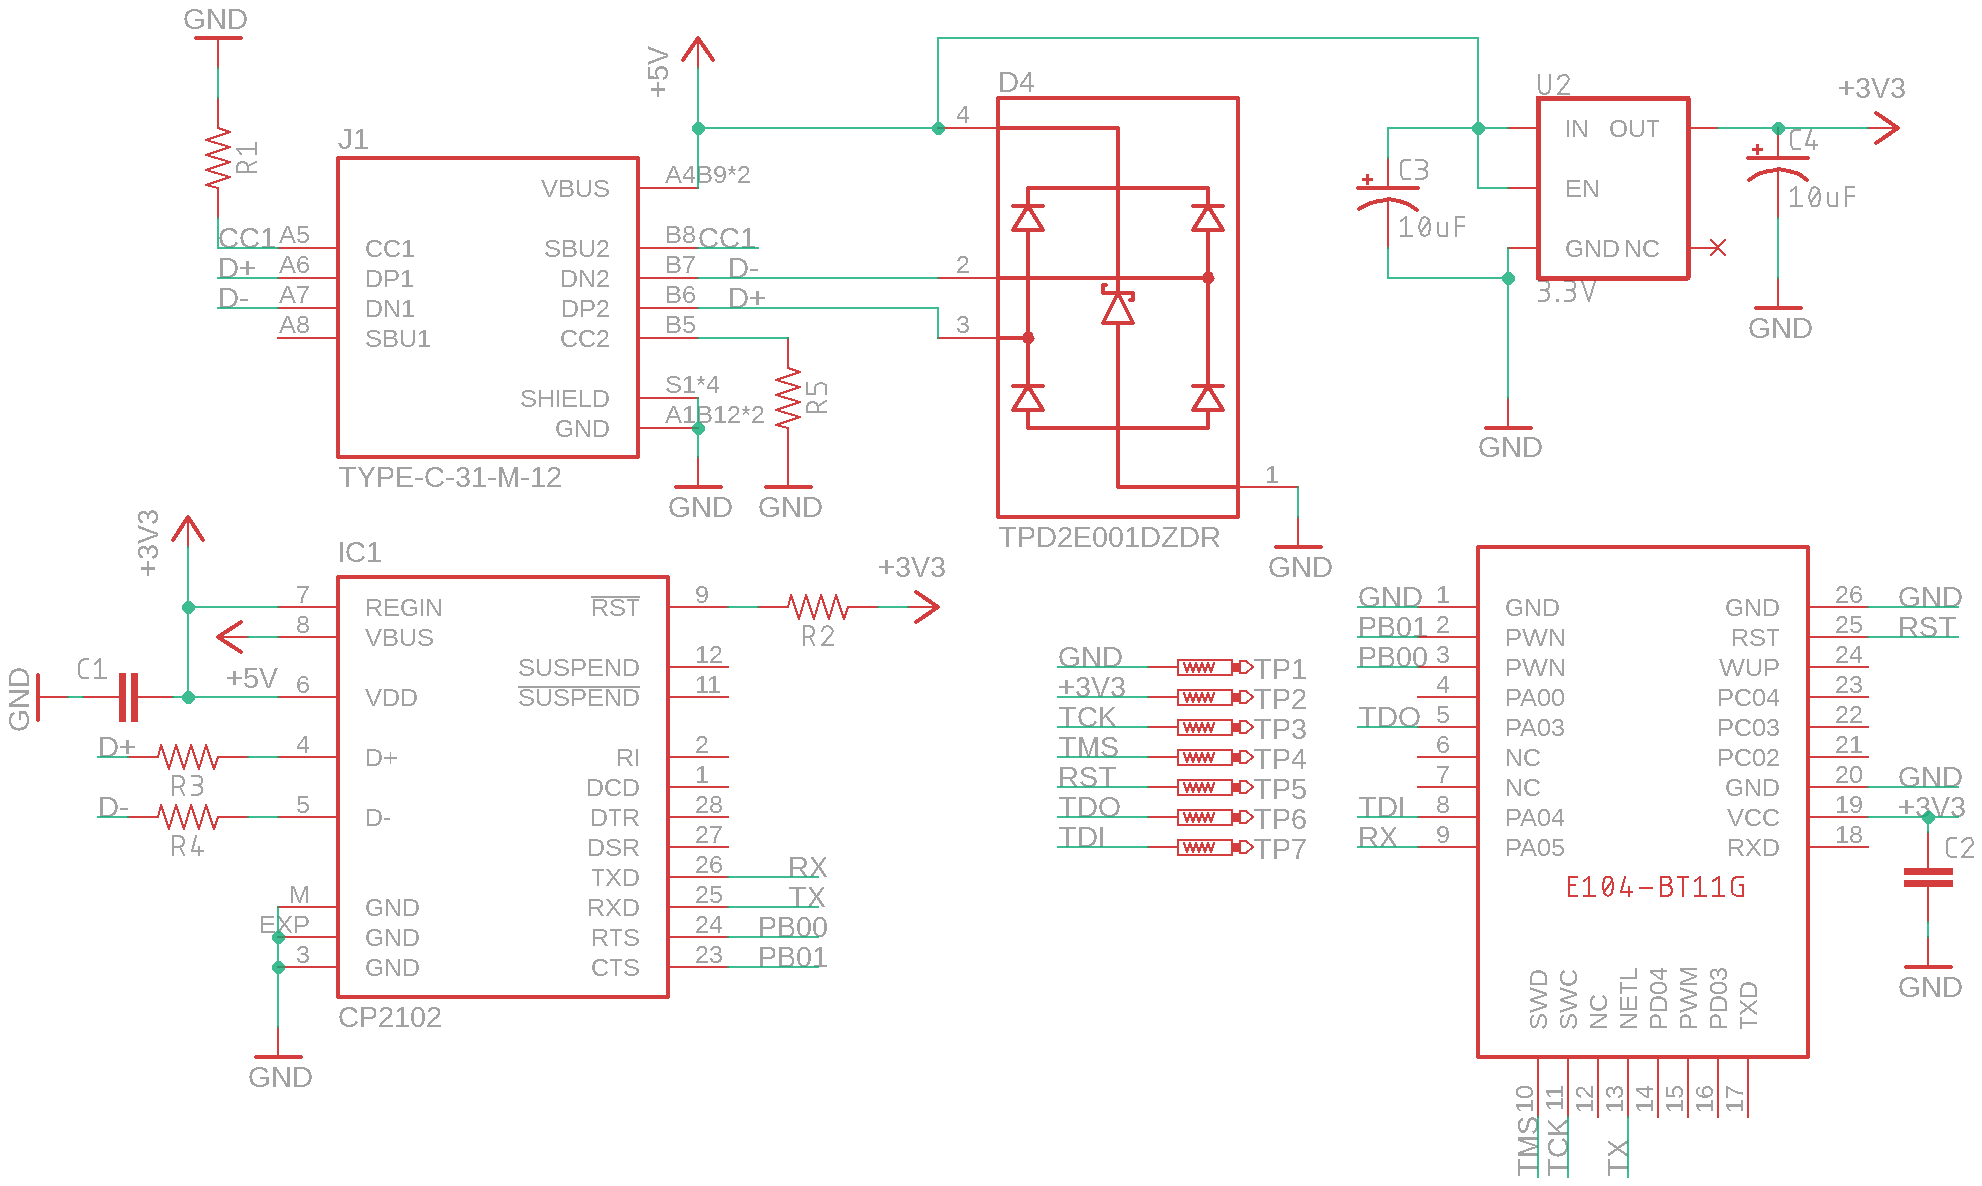 GND
R1
J1
+5V
VBUS
A4B9*2
CC1 A5 CC1
D+ A6 DP1
D- A7 DN1
A8 SBU1
SBU2 B8 CC1
DN2 B7 D-
DP2 B6 D+
CC2 B5
SHIELD S1*4
GND A1B12*2
R5
TYPE-C-31-M-12
GND
GND
D4
4
2
3
1
TPD2E001DZDR
GND
U2
IN OUT
EN
GND NC
3.3V
C3
10uF
GND
+3V3
C4
10uF
GND
+3V3
IC1
7 REGIN
8 VBUS
+5V
6 VDD
GND
C1
D+ R3 4 D+
D- R4 5 D-
M GND
EXP GND
3 GND
GND
RST 9
R2
+3V3
SUSPEND 12
SUSPEND 11
RI 2
DCD 1
DTR 28
DSR 27
TXD 26 RX
RXD 25 TX
RTS 24 PB00
CTS 23 PB01
CP2102
GND TP1
+3V3 TP2
TCK TP3
TMS TP4
RST TP5
TDO TP6
TDI TP7
GND 1 GND
PB01 2 PWN
PB00 3 PWN
4 PA00
TDO 5 PA03
6 NC
7 NC
TDI 8 PA04
RX 9 PA05
GND 26 GND
RST 25 RST
WUP 24
PC04 23
PC03 22
PC02 21
GND 20 GND
VCC 19 +3V3
RXD 18
C2
GND
E104-BT11G
SWD 10 TMS
SWC 11 TCK
NC 12
NETL 13 TX
PD04 14
PWM 15
PD03 16
TXD 17